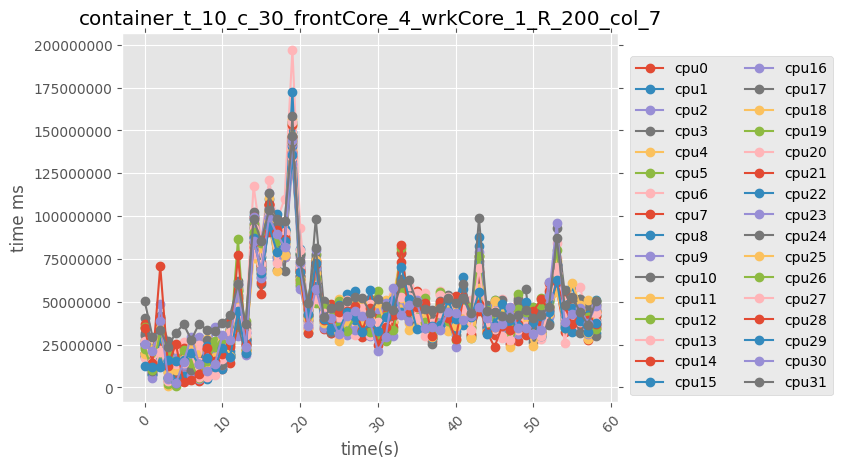 container_t_10_c_30_frontCore_4_wrkCore_1_R_200_col_7
time ms
200000000
175000000
150000000
125000000
100000000
75000000
50000000
25000000
0
0
10
20
30
40
50
60
time(s)
cpu0
cpu1
cpu2
cpu3
cpu4
cpu5
cpu6
cpu7
cpu8
cpu9
cpu10
cpu11
cpu12
cpu13
cpu14
cpu15
cpu16
cpu17
cpu18
cpu19
cpu20
cpu21
cpu22
cpu23
cpu24
cpu25
cpu26
cpu27
cpu28
cpu29
cpu30
cpu31